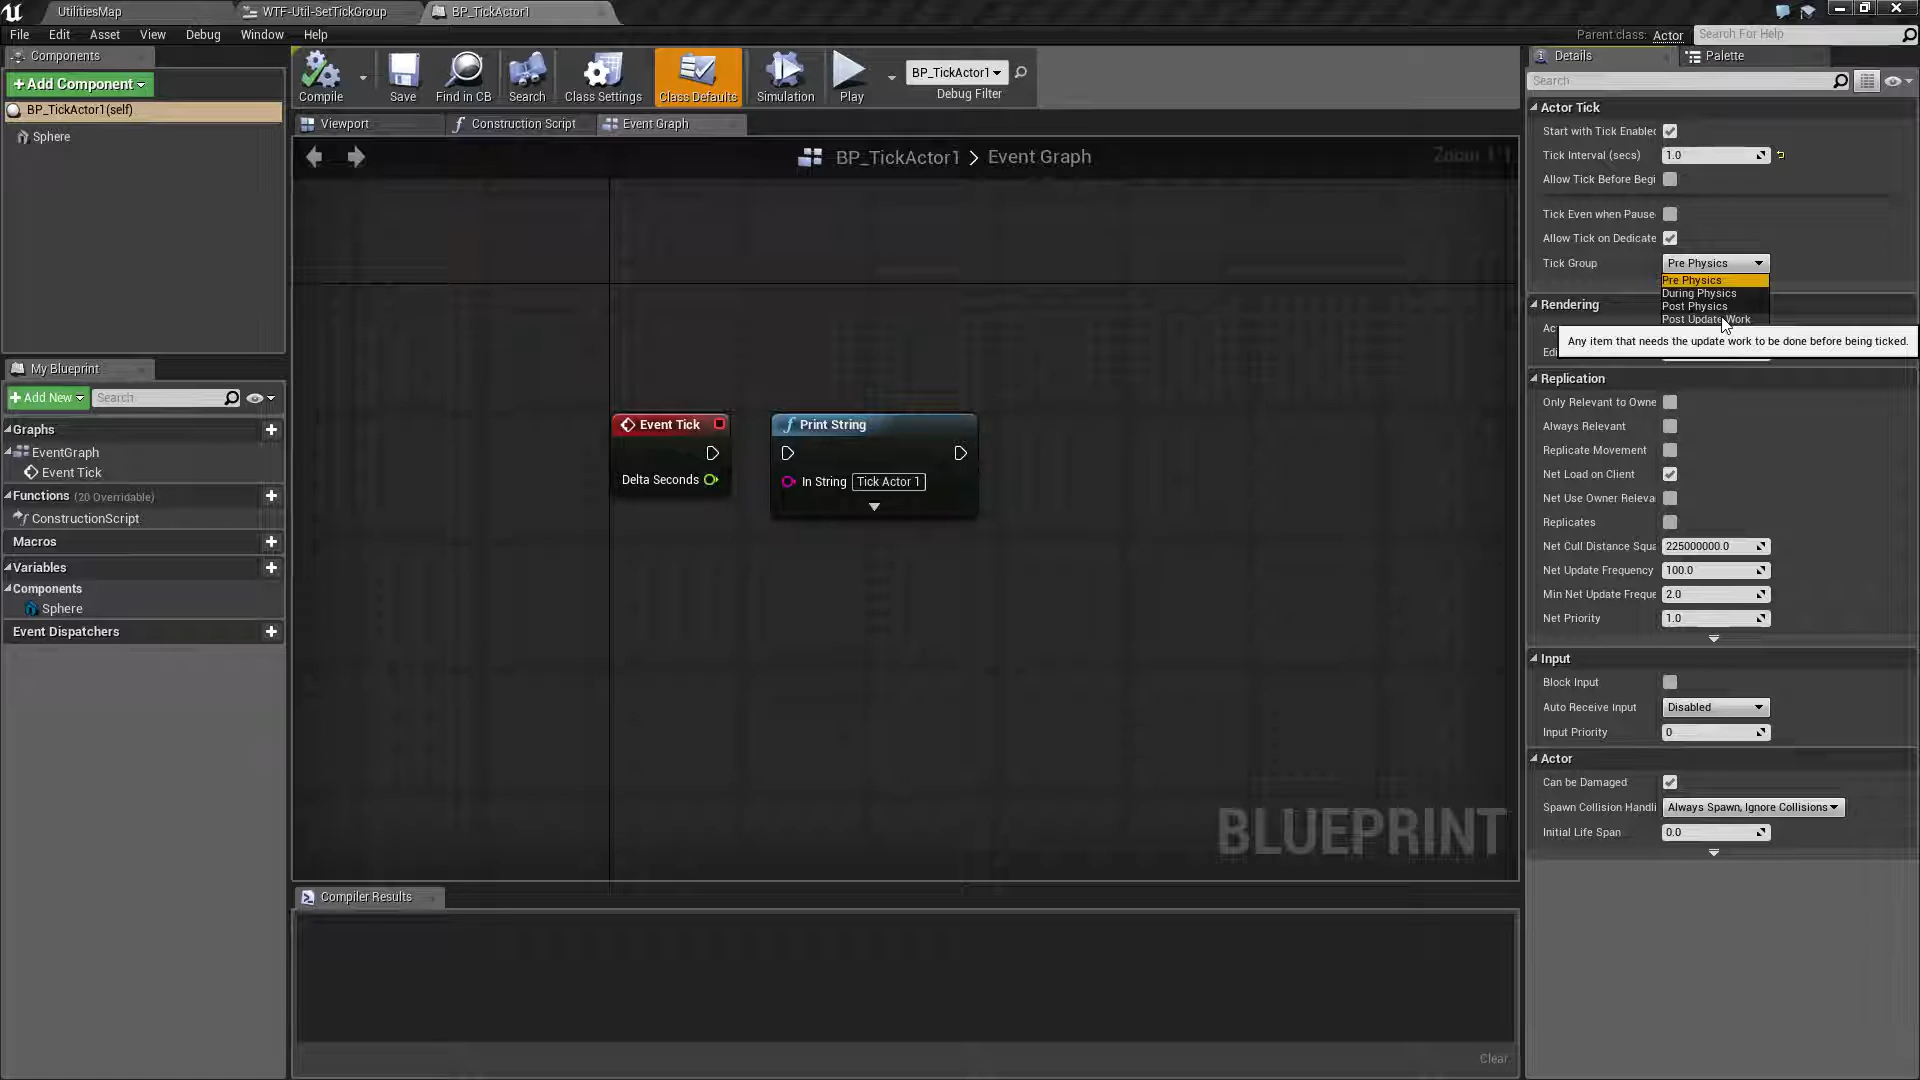 UtilitiesMap
WTF-Util-SetTickGroup
BP_TickActor1
File Edit Asset View Debug Window Help
Parent class: Actor
Search For Help
Components
+Add Component
BP_TickActor1(self)
Sphere
Compile
Save
Find in CB
Search
Class Settings
Class Defaults
Simulation
Play
BP_TickActor1
Debug Filter
Viewport
Construction Script
Event Graph
BP_TickActor1 > Event Graph
Zoom 1:1
Event Tick
Delta Seconds
Print String
In String Tick Actor 1
BLUEPRINT
My Blueprint
+Add New
Search
Graphs
EventGraph
Event Tick
Functions (20 Overridable)
ConstructionScript
Macros
Variables
Components
Sphere
Event Dispatchers
Compiler Results
Clear
Details
Palette
Search
Actor Tick
Start with Tick Enabled
Tick Interval (secs) 1.0
Allow Tick Before Begi
Tick Even when Pause
Allow Tick on Dedicate
Tick Group Pre Physics
Pre Physics
During Physics
Post Physics
Post Update Work
Rendering
Ac
Any item that needs the update work to be done before being ticked.
Edi
Replication
Only Relevant to Owne
Always Relevant
Replicate Movement
Net Load on Client
Net Use Owner Releva
Replicates
Net Cull Distance Squa 225000000.0
Net Update Frequency 100.0
Min Net Update Freque 2.0
Net Priority 1.0
Input
Block Input
Auto Receive Input Disabled
Input Priority 0
Actor
Can be Damaged
Spawn Collision Handli Always Spawn, Ignore Collisions
Initial Life Span 0.0